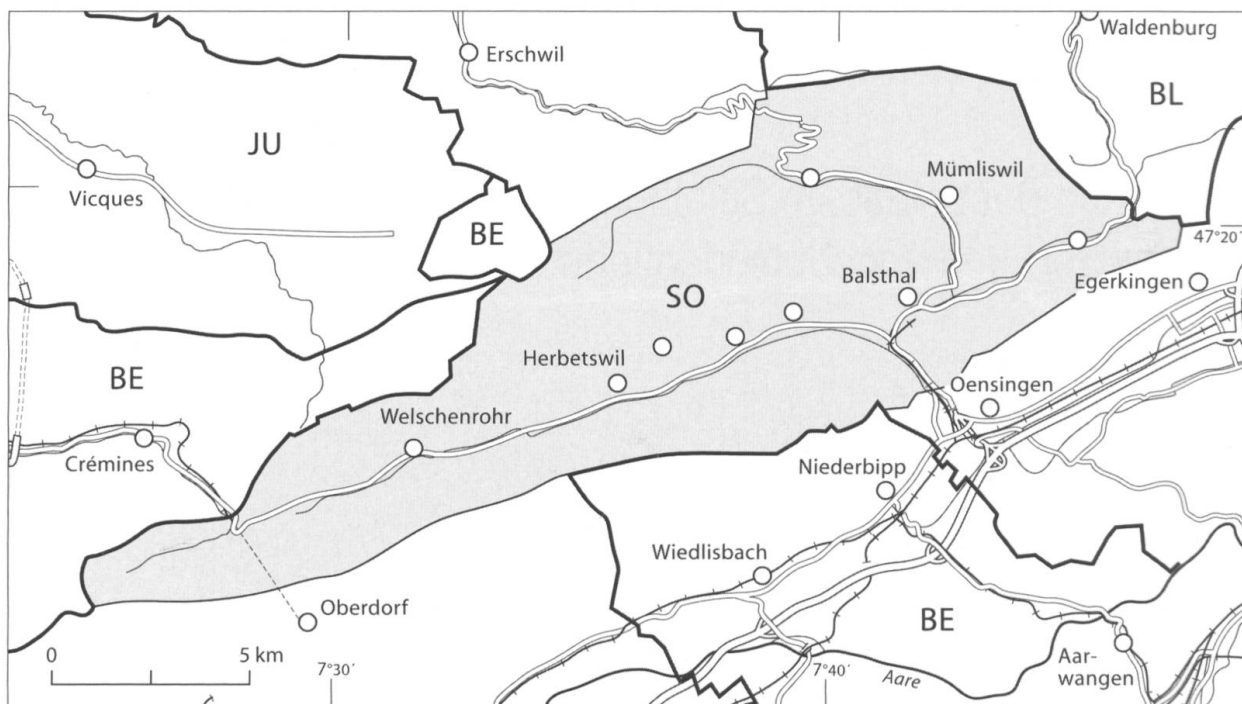 Waldenburg
Erschwil
BL
JU
Mümliswil
Vicques
BE
47°20´
Balsthal
Egerkingen
SO
Herbetswil
BE
Oensingen
Welschenrohr
Crémines
Niederbipp
Wiedlisbach
Oberdorf
BE
0 5 km
7°30´
7°40´
Aare
Aar-
wangen